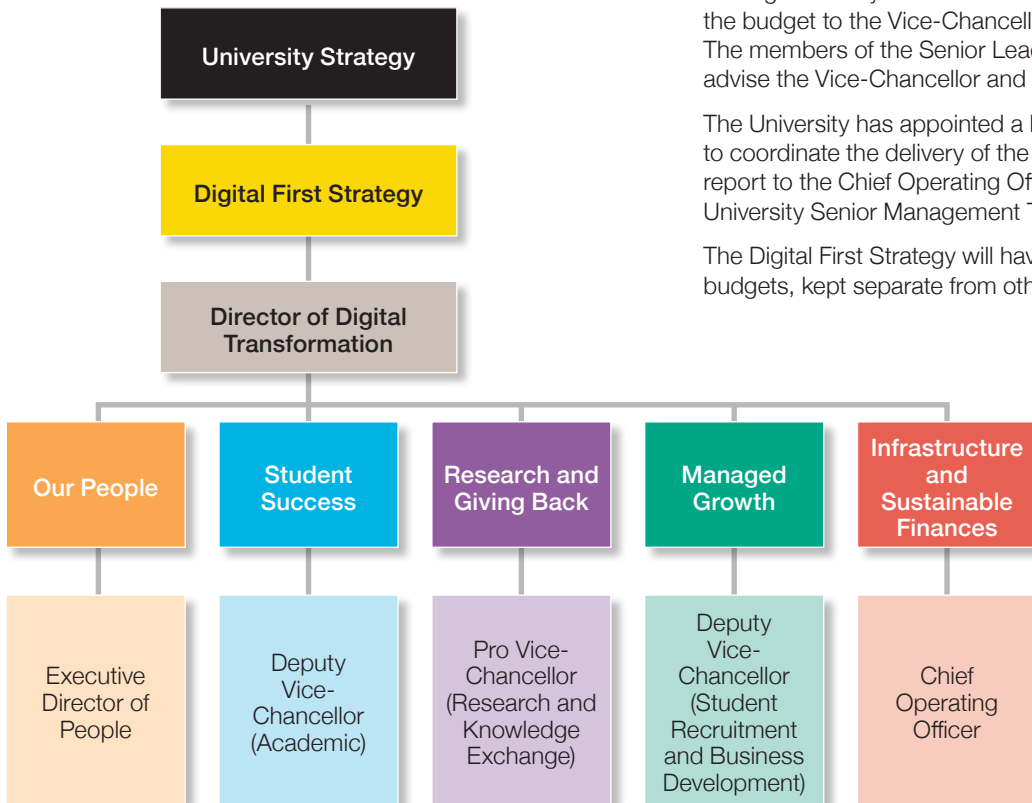 University Strategy
Digital First Strategy
Director of Digital
Transformation
Our People
Student
Success
Research and
Giving Back
Managed
Growth
Infrastructure
and
Sustainable
Finances
Executive
Director of
People
Deputy
Vice-
Chancellor
(Academic)
Pro Vice-
Chancellor
(Research and
Knowledge
Exchange)
Deputy
Vice-
Chancellor
(Student
Recruitment
and Business
Development)
Chief
Operating
Officer
the budget to the Vice-Chancell
The members of the Senior Lead
advise the Vice-Chancellor and
The University has appointed a
to coordinate the delivery of the
report to the Chief Operating Of
University Senior Management
The Digital First Strategy will hav
budgets, kept separate from oth